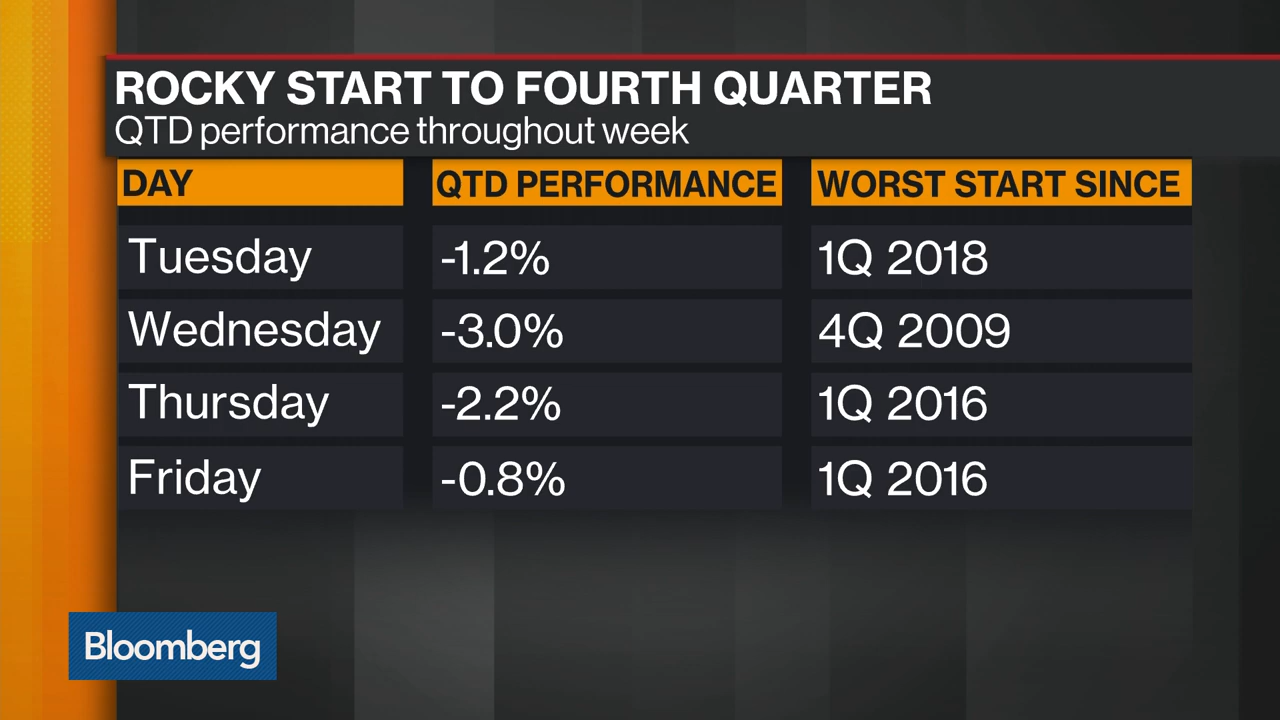 ROCKY START TO FOURTH QUARTER
QTD performance throughout week
DAY QTD PERFORMANCE WORST START SINCE
Tuesday -1.2% 1Q 2018
Wednesday -3.0% 4Q 2009
Thursday -2.2% 1Q 2016
Friday -0.8% 1Q 2016
Bloomberg